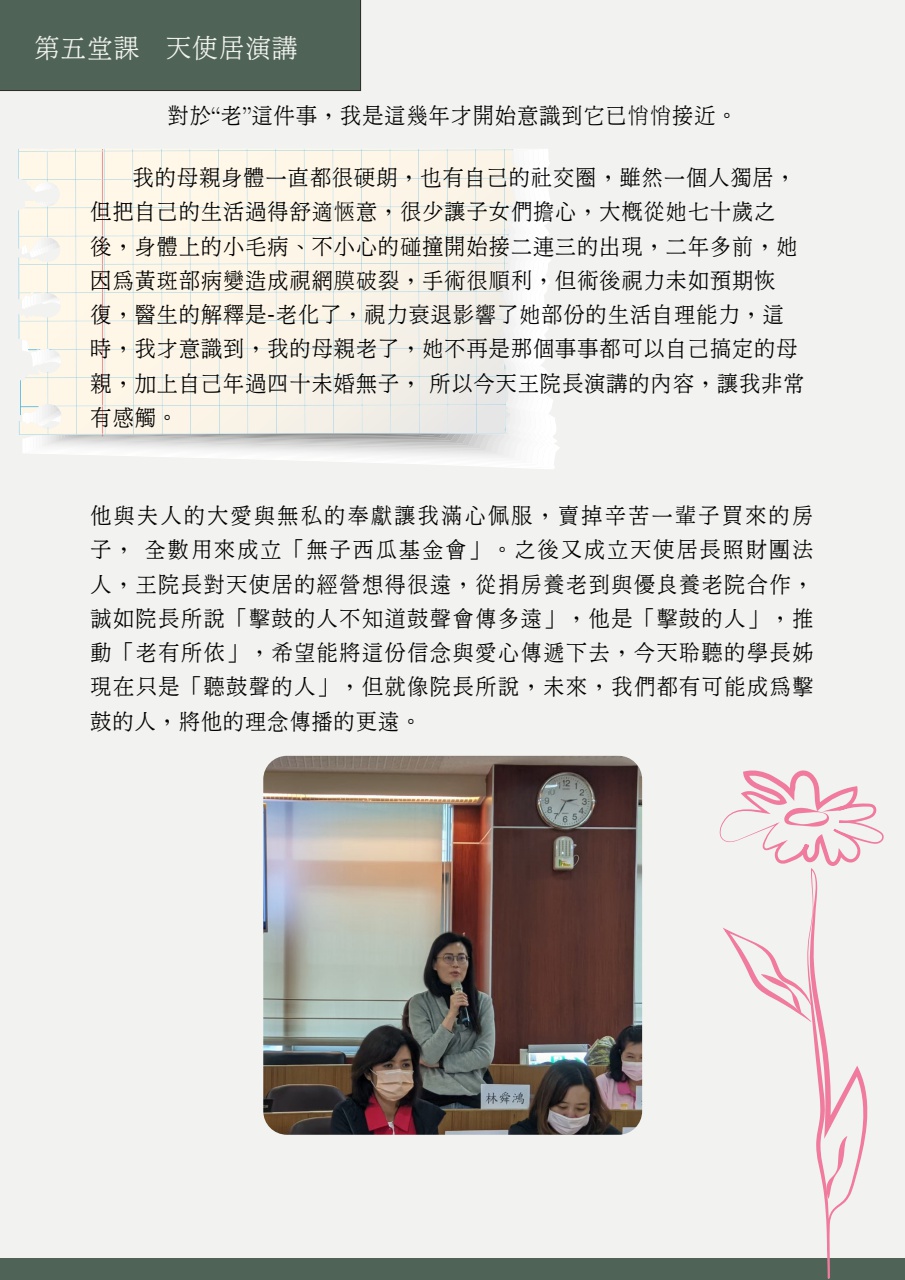 第五堂課　天使居演講
對於“老”這件事，我是這幾年才開始意識到它已悄悄接近。
我的母親身體一直都很硬朗，也有自己的社交圈，雖然一個人獨居，
但把自己的生活過得舒適愜意，很少讓子女們擔心，大概從她七十歲之
後，身體上的小毛病、不小心的碰撞開始接二連三的出現，二年多前，她
因為黃斑部病變造成視網膜破裂，手術很順利，但術後視力未如預期恢
復，醫生的解釋是-老化了，視力衰退影響了她部份的生活自理能力，這
時，我才意識到，我的母親老了，她不再是那個事事都可以自己搞定的母
親，加上自己年過四十未婚無子， 所以今天王院長演講的內容，讓我非常
有感觸。
他與夫人的大愛與無私的奉獻讓我滿心佩服，賣掉辛苦一輩子買來的房
子， 全數用來成立「無子西瓜基金會」。之後又成立天使居長照財團法
人，王院長對天使居的經營想得很遠，從捐房養老到與優良養老院合作，
誠如院長所說「擊鼓的人不知道鼓聲會傳多遠」，他是「擊鼓的人」，推
動「老有所依」，希望能將這份信念與愛心傳遞下去，今天聆聽的學長姊
現在只是「聽鼓聲的人」，但就像院長所說，未來，我們都有可能成為擊
鼓的人，將他的理念傳播的更遠。
林舜鴻